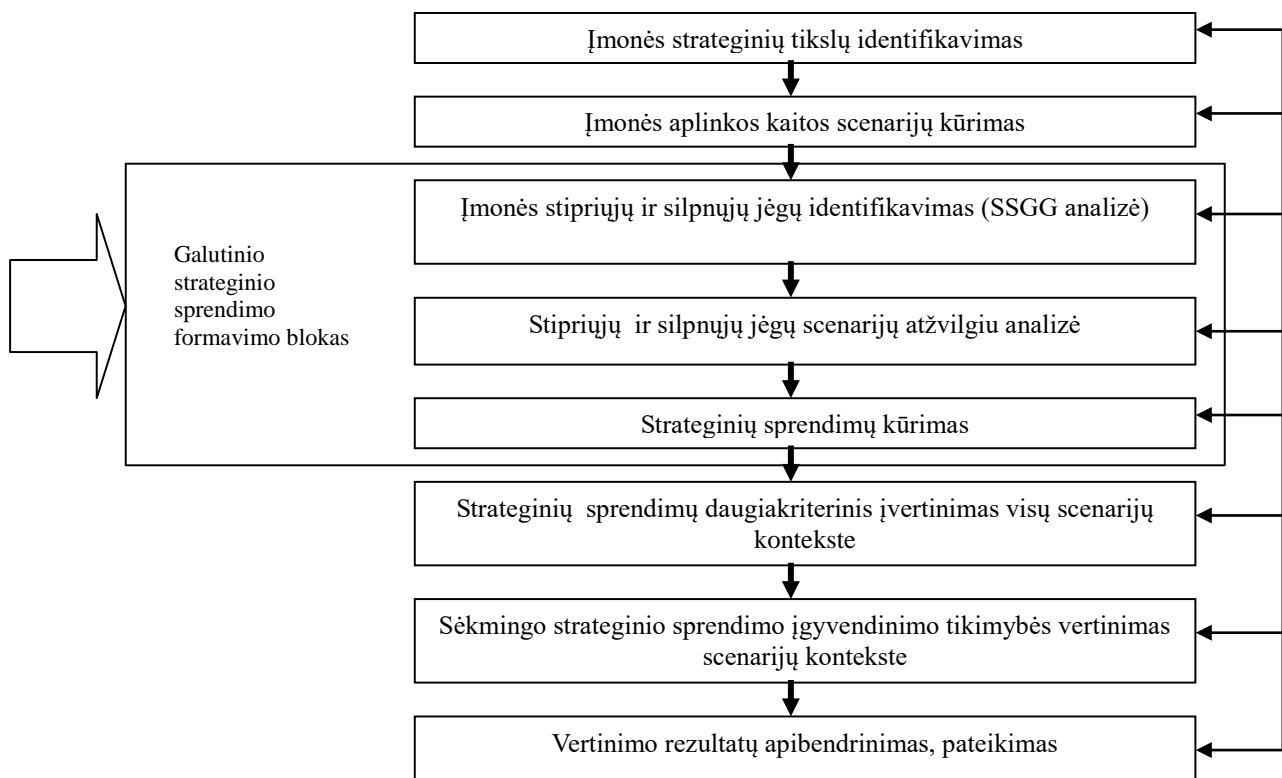 Įmonės strateginių tikslų identifikavimas
Įmonės aplinkos kaitos scenarijų kūrimas
Įmonės stipriųjų ir silpnųjų jėgų identifikavimas (SSGG analizė)
Galutinio
strateginio
sprendimo
formavimo blokas
Stipriųjų ir silpnųjų jėgų scenarijų atžvilgiu analizė
Strateginių sprendimų kūrimas
Strateginių sprendimų daugiakriterinis įvertinimas visų scenarijų
kontekste
Sėkmingo strateginio sprendimo įgyvendinimo tikimybės vertinimas
scenarijų kontekste
Vertinimo rezultatų apibendrinimas, pateikimas